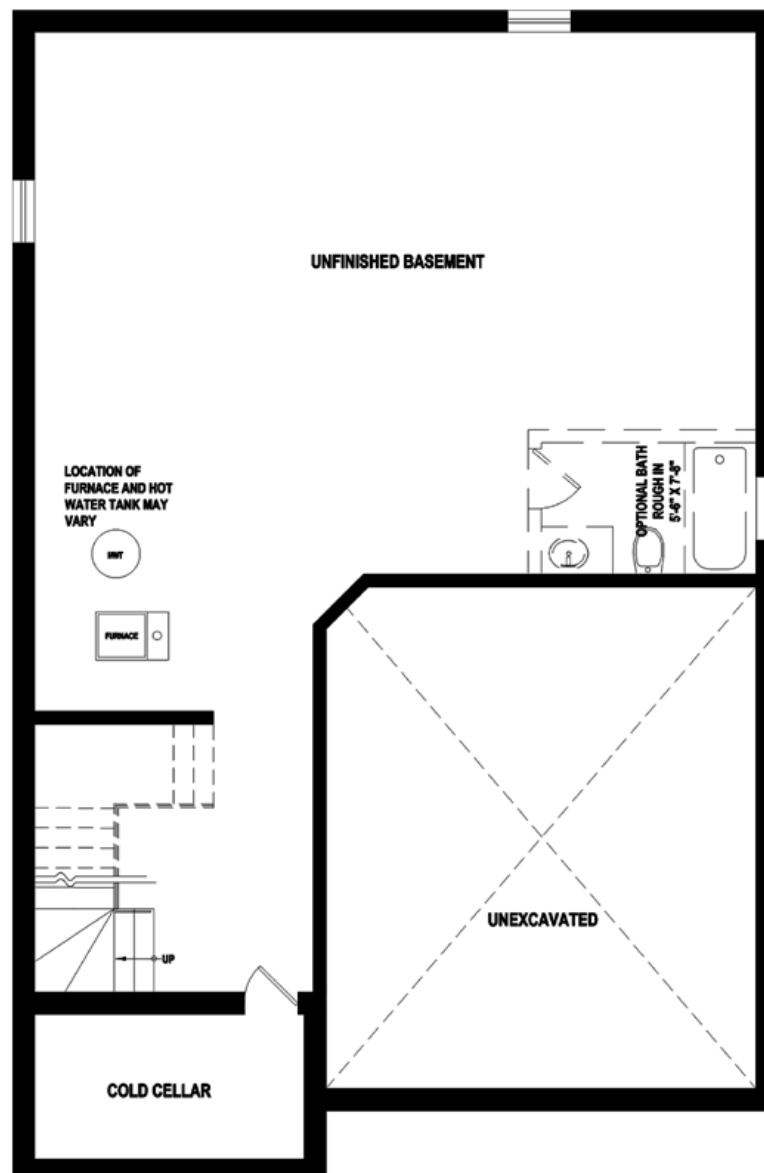 UNFINISHED BASEMENT
LOCATION OF
FURNACE AND HOT
WATER TANK MAY
VARY
OPTIONAL BATH
ROUGH IN
5'-6" X 7'-8"
HWT
FURNACE
UP
UNEXCAVATED
COLD CELLAR